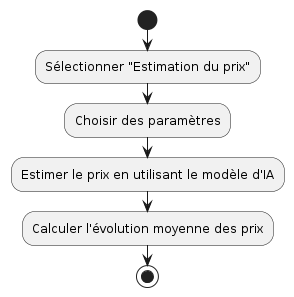 Sélectionner "Estimation du prix"
Choisir des paramètres
Estimer le prix en utilisant le modèle d'IA
Calculer l'évolution moyenne des prix